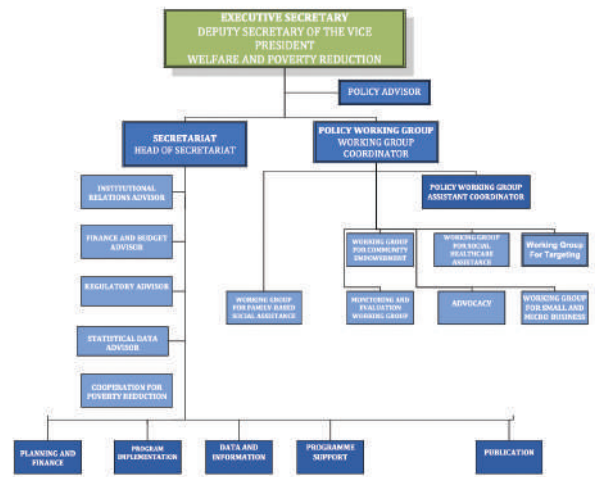 EXECUTIVE SECRETARY
DEPUTY SECRETARY OF THE VICE
PRESIDENT
WELFARE AND POVERTY REDUCTION
POLICY ADVISOR
SECRETARIAT
HEAD OF SECRETARIAT
POLICY WORKING GROUP
WORKING GROUP
COORDINATOR
INSTITUTIONAL
RELATIONS ADVISOR
POLICY WORKING GROUP
ASSISTANT COORDINATOR
FINANCE AND BUDGET
ADVISOR
WORKING GROUP
FOR COMMUNITY
EMPOWERMENT
WORKING GROUP
FOR SOCIAL
HEALTHCARE
ASSISTANCE
Working Group
For Targeting
REGULATORY ADVISOR
WORKING GROUP
FOR FAMILY-BASED
SOCIAL ASSISTANCE
MONITORING AND
EVALUATION
WORKING GROUP
ADVOCACY
WORKING GROUP
FOR SMALL AND
MICRO BUSINESS
STATISTICAL DATA
ADVISOR
COOPERATION FOR
POVERTY REDUCTION
PLANNING AND
FINANCE
PROGRAM
IMPLEMENTATION
DATA AND
INFORMATION
PROGRAMME
SUPPORT
PUBLICATION